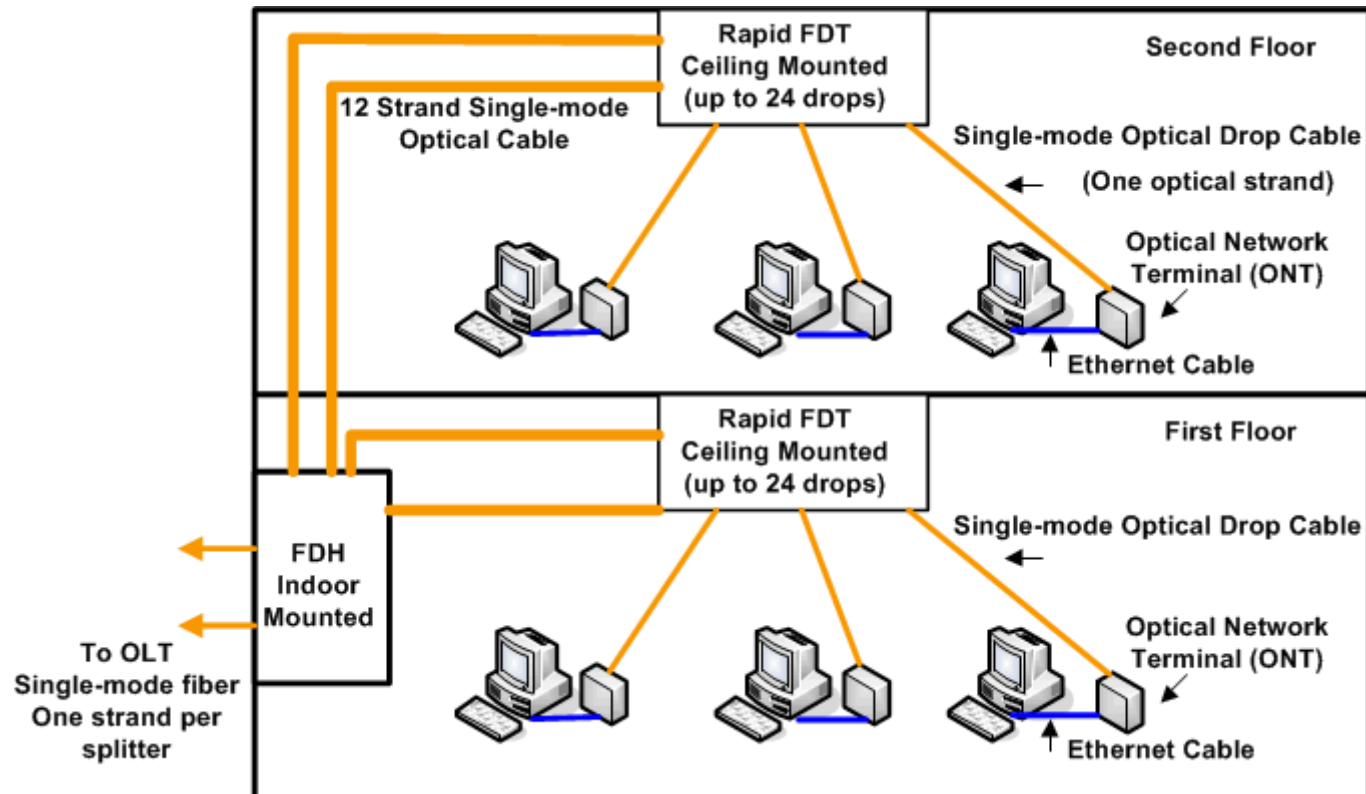 Rapid FDT
Ceiling Mounted
(up to 24 drops)
Second Floor
12 Strand Single-mode
Optical Cable
Single-mode Optical Drop Cable
(One optical strand)
Optical Network
Terminal (ONT)
Ethernet Cable
Rapid FDT
Ceiling Mounted
(up to 24 drops)
First Floor
Single-mode Optical Drop Cable
FDH
Indoor
Mounted
To OLT
Single-mode fiber
One strand per
splitter
Optical Network
Terminal (ONT)
Ethernet Cable